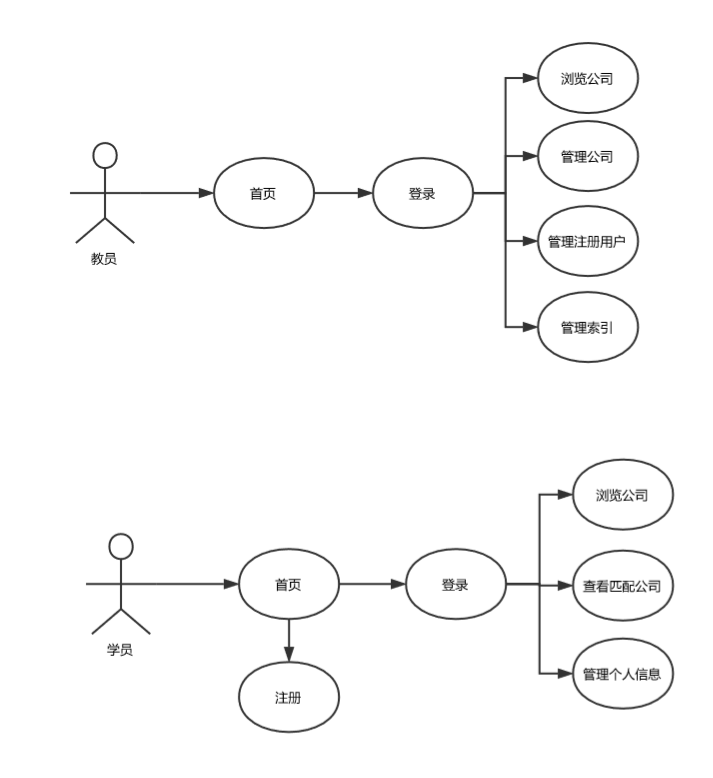 浏览公司
管理公司
首页
登录
管理注册用户
教员
管理索引
浏览公司
首页
登录
查看匹配公司
学员
管理个人信息
注册